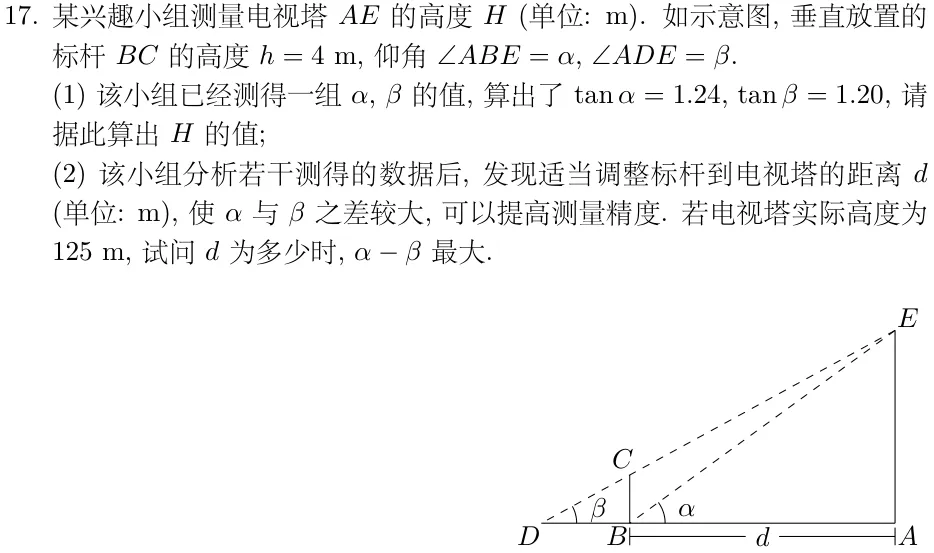 17. 某兴趣小组测量电视塔 AE 的高度 H (单位: m). 如示意图, 垂直放置的
标杆 BC 的高度 h = 4 m, 仰角 ∠ABE = α, ∠ADE = β.
(1) 该小组已经测得一组 α, β 的值, 算出了 tan α = 1.24, tan β = 1.20, 请
据此算出 H 的值;
(2) 该小组分析若干测得的数据后, 发现适当调整标杆到电视塔的距离 d
(单位: m), 使 α 与 β 之差较大, 可以提高测量精度. 若电视塔实际高度为
125 m, 试问 d 为多少时, α − β 最大.
E
C
β
α
D
B
d
A